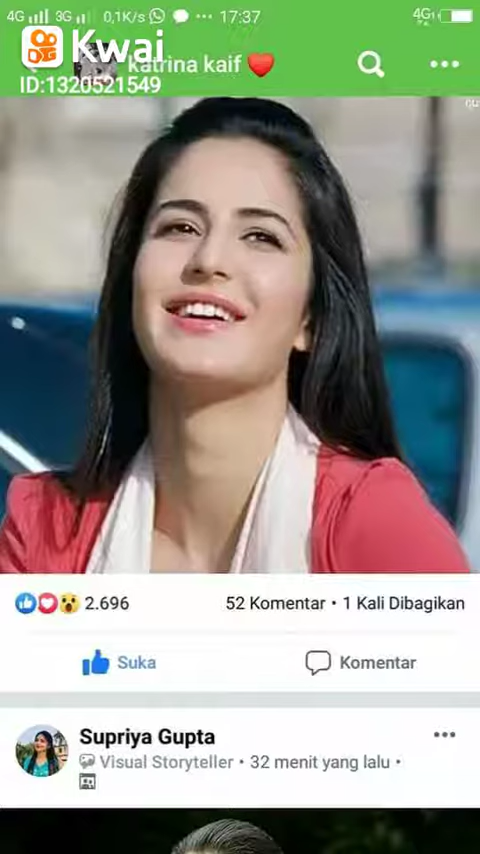 4G 3G 0,1K/s ... 17:37 4G
Kwai
katrina kaif ❤️
ID:1320521549
2.696 52 Komentar • 1 Kali Dibagikan
Suka Komentar
Supriya Gupta
Visual Storyteller • 32 menit yang lalu •